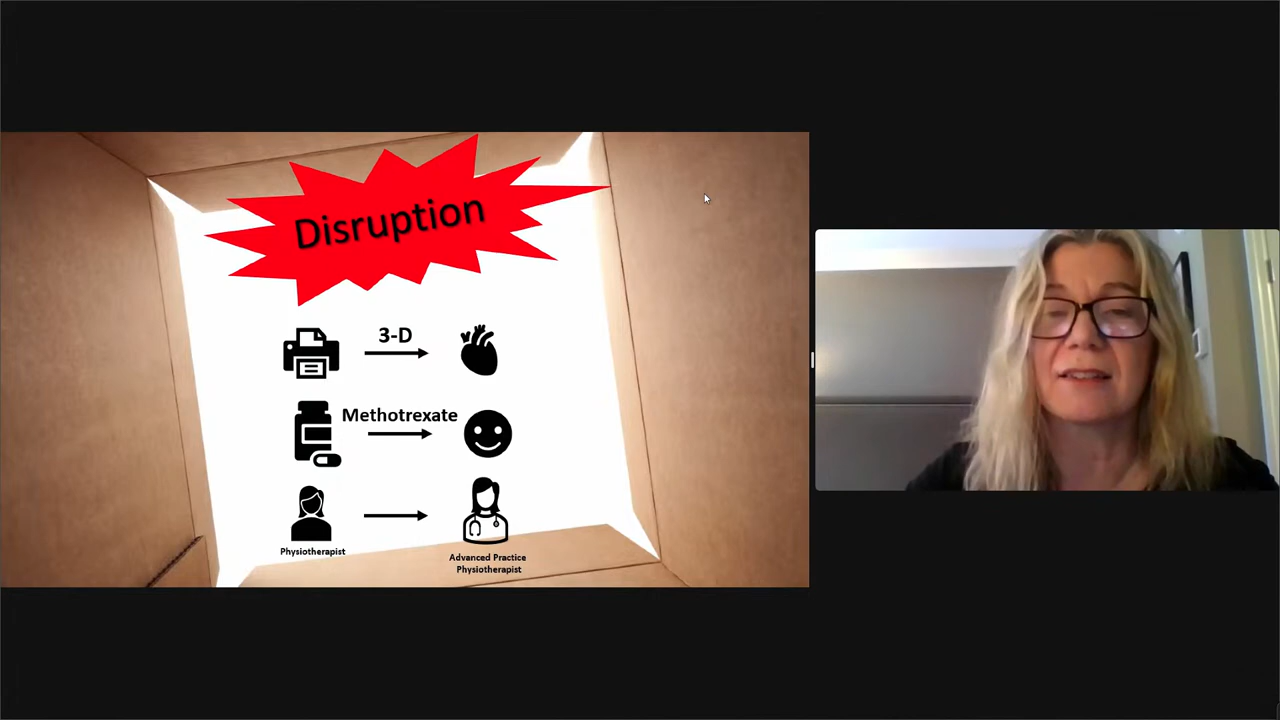 Disruption
3-D
Methotrexate
Physiotherapist
Advanced Practice
Physiotherapist